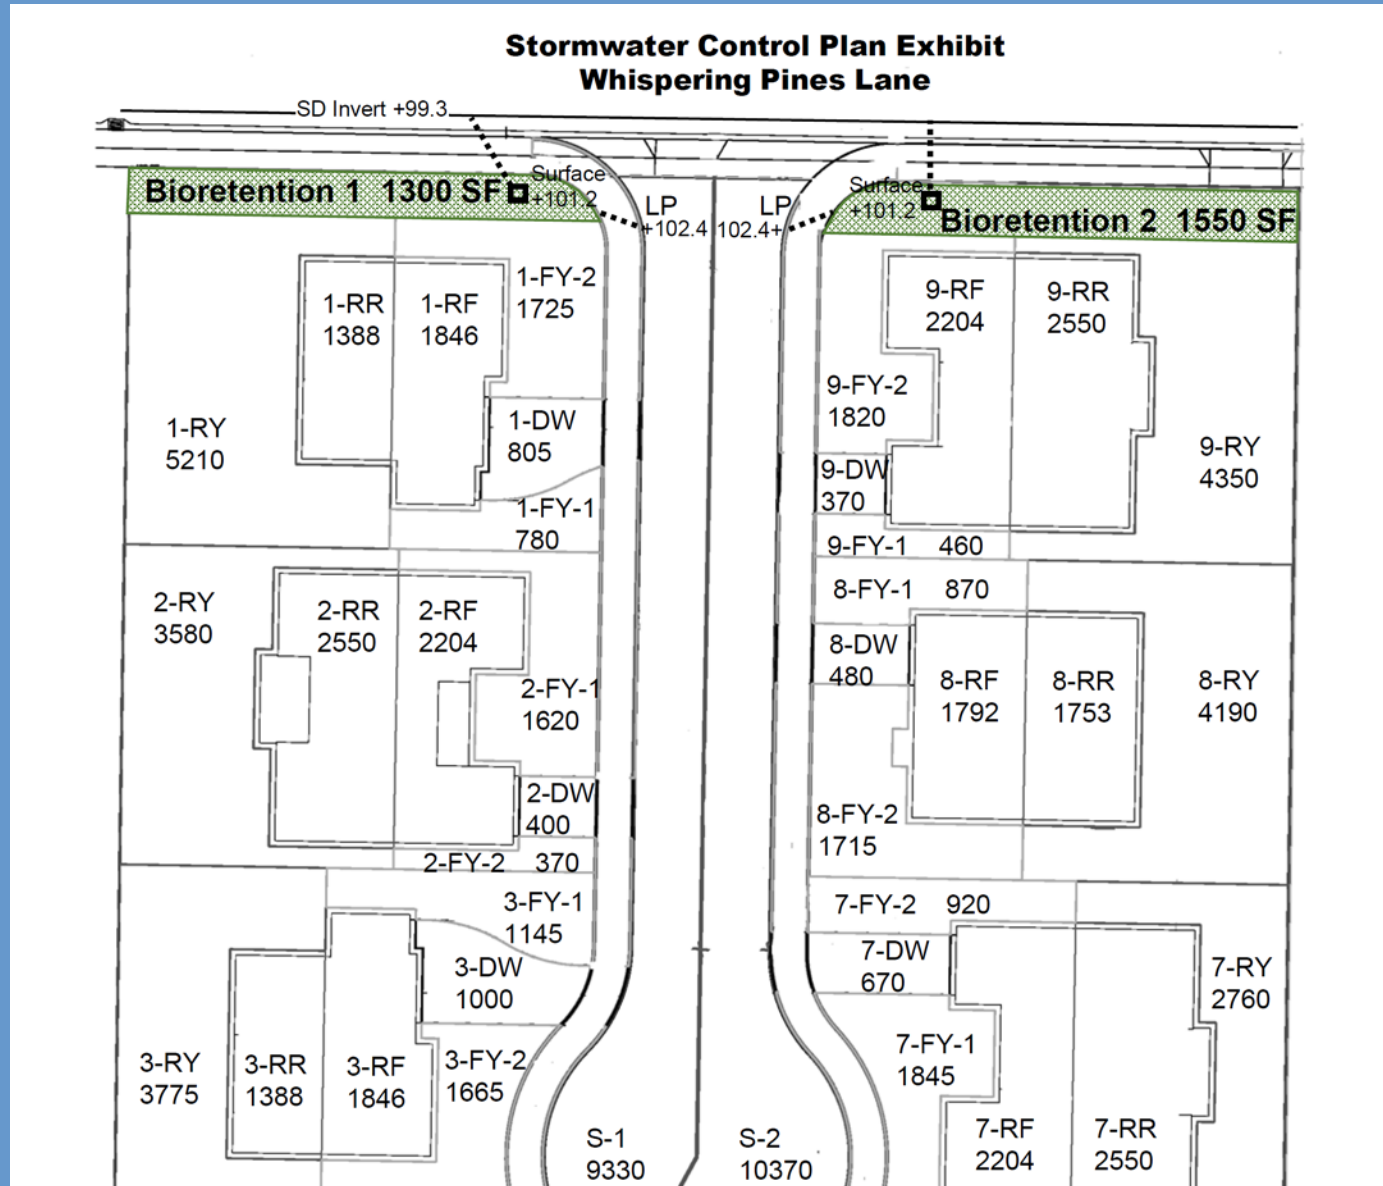 Stormwater Control Plan Exhibit
Whispering Pines Lane
SD Invert +99.3
Bioretention 1 1300 SF
Surface
+101.2
LP
+102.4
LP
102.4+
Surface
+101.2
Bioretention 2 1550 SF
1-RR
1388
1-RF
1846
1-FY-2
1725
9-RF
2204
9-RR
2550
1-RY
5210
1-DW
805
9-FY-2
1820
9-RY
4350
9-DW
370
1-FY-1
780
9-FY-1 460
2-RY
3580
2-RR
2550
2-RF
2204
8-FY-1 870
8-DW
480
2-FY-1
1620
8-RF
1792
8-RR
1753
8-RY
4190
2-DW
400
8-FY-2
1715
2-FY-2 370
3-FY-1
1145
7-FY-2 920
3-DW
1000
7-DW
670
7-RY
2760
3-RY
3775
3-RR
1388
3-RF
1846
3-FY-2
1665
7-FY-1
1845
S-1
9330
S-2
10370
7-RF
2204
7-RR
2550